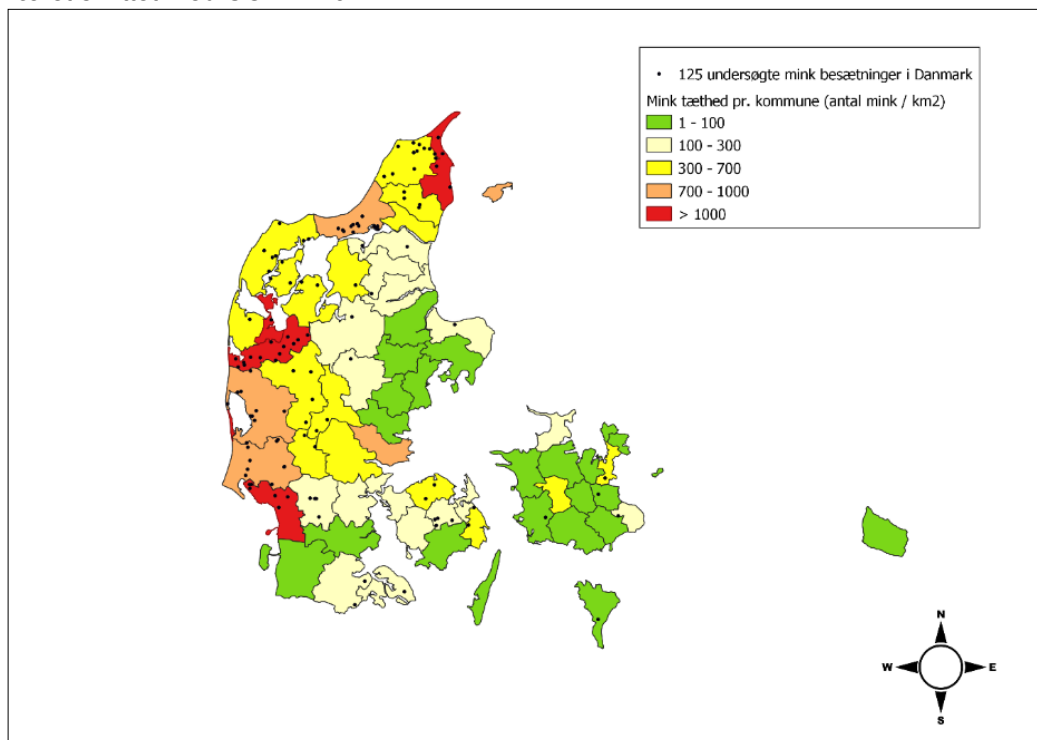 125 undersøgte mink besætninger i Danmark
Mink tæthed pr. kommune (antal mink / km2)
1 - 100
100 - 300
300 - 700
700 - 1000
> 1000
N
W E
S